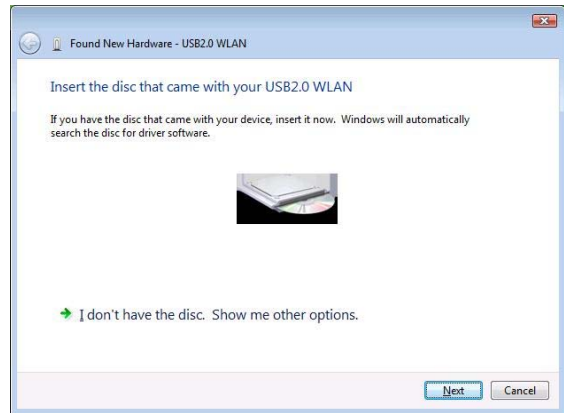 Found New Hardware - USB2.0 WLAN
Insert the disc that came with your USB2.0 WLAN
If you have the disc that came with your device, insert it now.  Windows will automatically
search the disc for driver software.
I don't have the disc.  Show me other options.
Next
Cancel